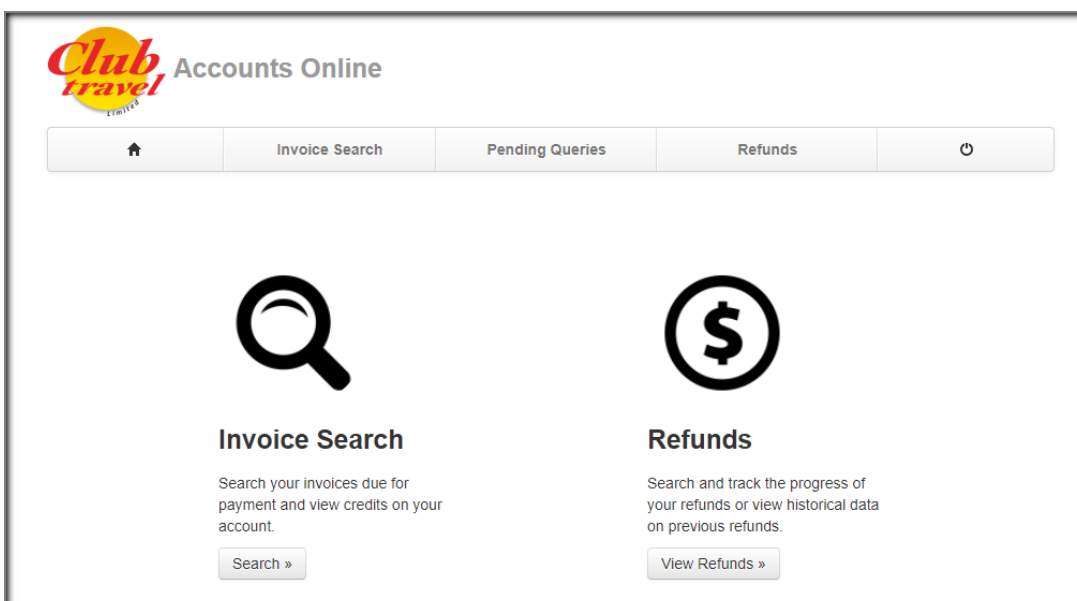 Club
travel
Limited
Accounts Online
Invoice Search
Pending Queries
Refunds
$
Invoice Search
Search your invoices due for
payment and view credits on your
account.
Search »
Refunds
Search and track the progress of
your refunds or view historical data
on previous refunds.
View Refunds »